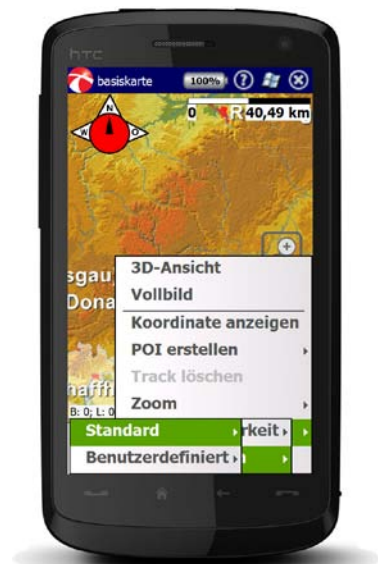 hTC
basiskarte 100% ?
N
W O
0 R 40,49 km
sgau
Dona
3D-Ansicht
Vollbild
Koordinate anzeigen
POI erstellen
Track löschen
Zoom
haffh
B: 0; L: 0
Standard
rkeit
Benutzerdefiniert